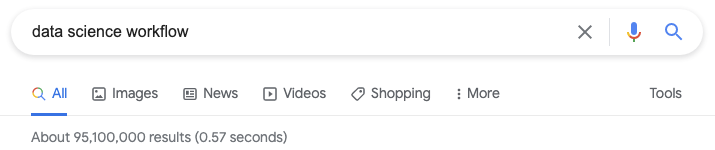 data science workflow
All Images News Videos Shopping More Tools
About 95,100,000 results (0.57 seconds)